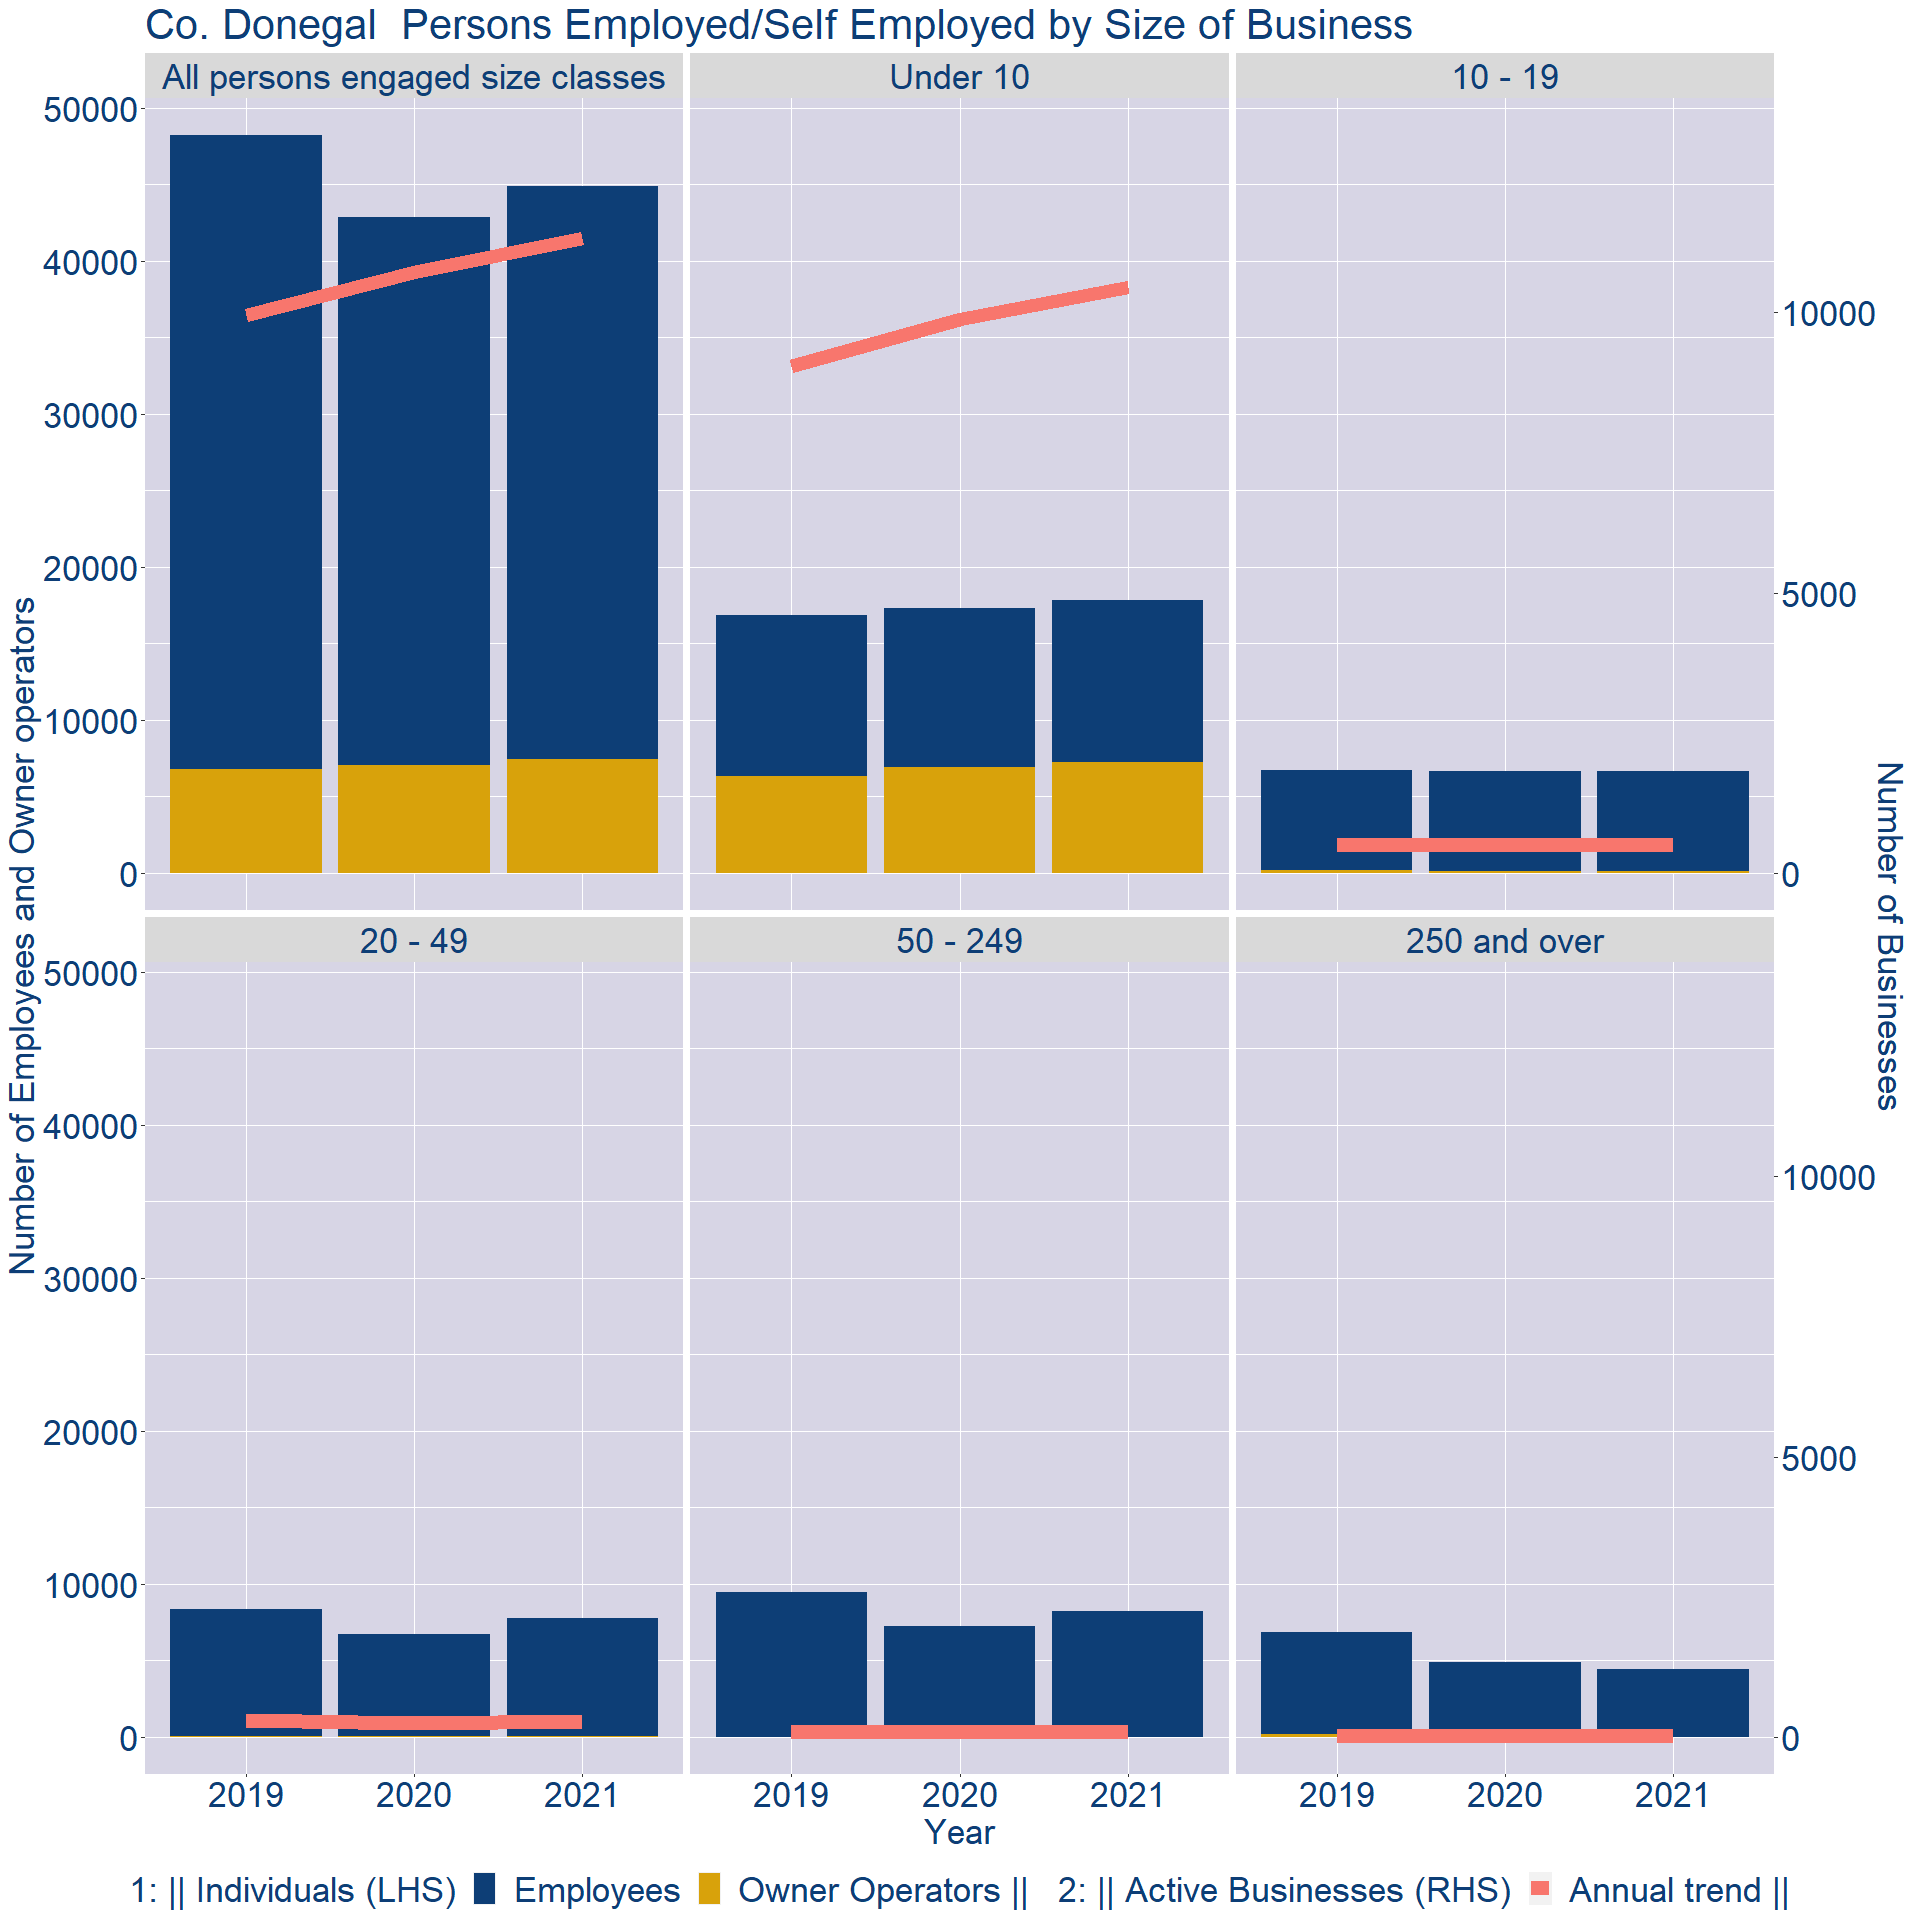 Co. Donegal  Persons Employed/Self Employed by Size of Business
All persons engaged size classes
Under 10
10 - 19
50000
40000
30000
20000
10000
0
10000
5000
0
20 - 49
50 - 249
250 and over
50000
40000
30000
20000
10000
0
10000
5000
0
Number of Employees and Owner operators
Number of Businesses
2019 2020 2021
2019 2020 2021
2019 2020 2021
Year
1: || Individuals (LHS) Employees Owner Operators || 2: || Active Businesses (RHS) Annual trend ||